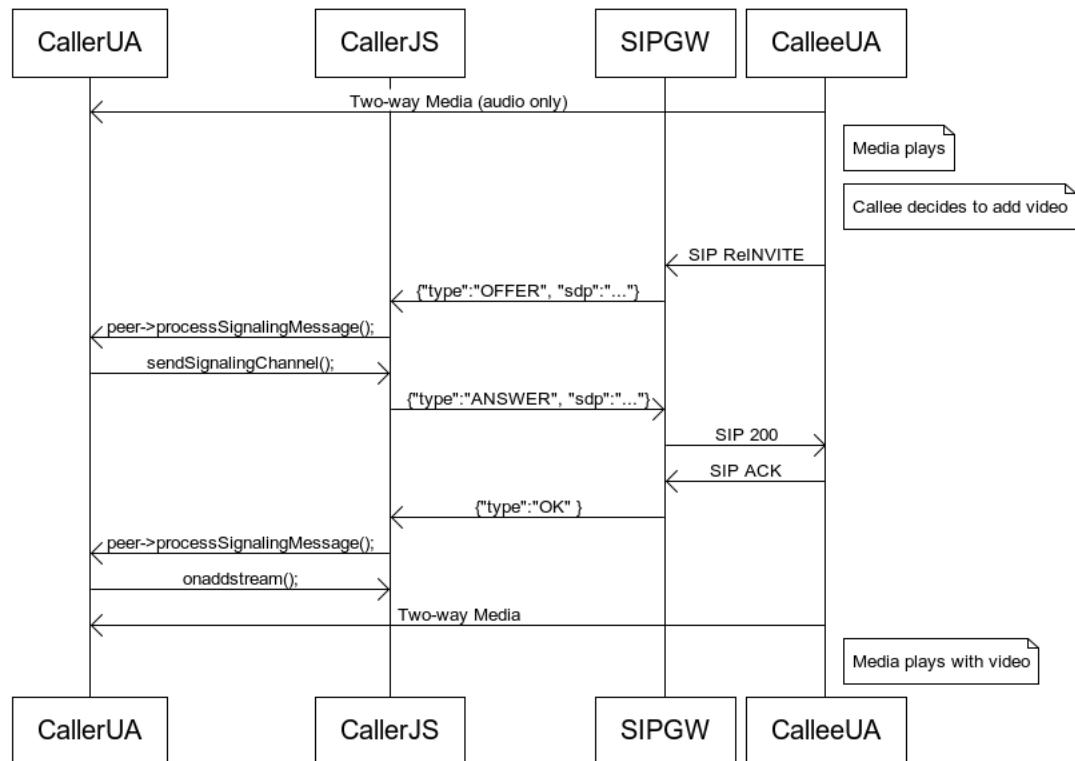 CallerUA
CallerJS
SIPGW
CalleeUA
Two-way Media (audio only)
Media plays
Callee decides to add video
SIP ReINVITE
{"type":"OFFER", "sdp":"..."}
peer->processSignalingMessage();
sendSignalingChannel();
{"type":"ANSWER", "sdp":"..."}
SIP 200
SIP ACK
{"type":"OK" }
peer->processSignalingMessage();
onaddstream();
Two-way Media
Media plays with video
CallerUA
CallerJS
SIPGW
CalleeUA